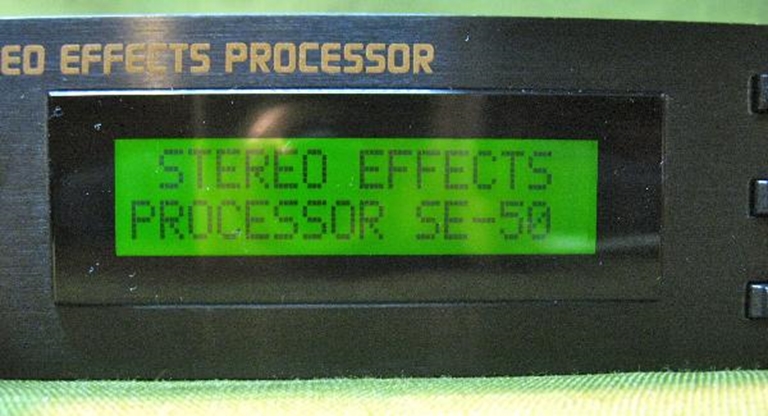 EO EFFECTS PROCESSOR
STEREO EFFECTS
PROCESSOR SE-50